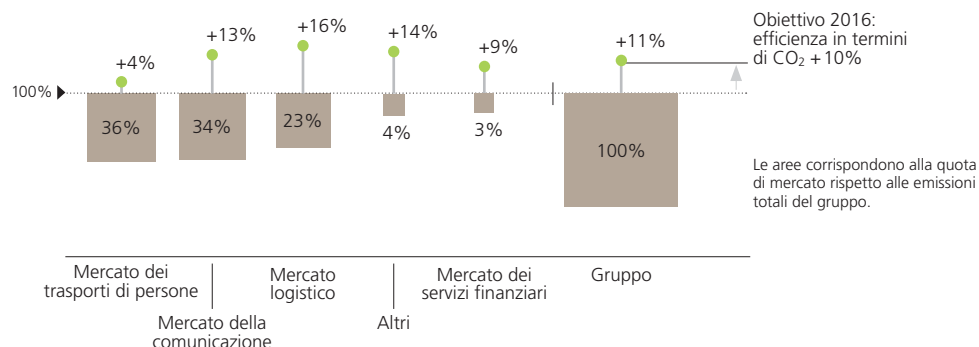 +4%
+13%
+16%
+14%
+9%
+11%
Obiettivo 2016:
efficienza in termini
di CO₂ +10%
100%
36%
34%
23%
4%
3%
100%
Le aree corrispondono alla quota
di mercato rispetto alle emissioni
totali del gruppo.
Mercato dei
trasporti di persone
Mercato della
comunicazione
Mercato
logistico
Altri
Mercato dei
servizi finanziari
Gruppo